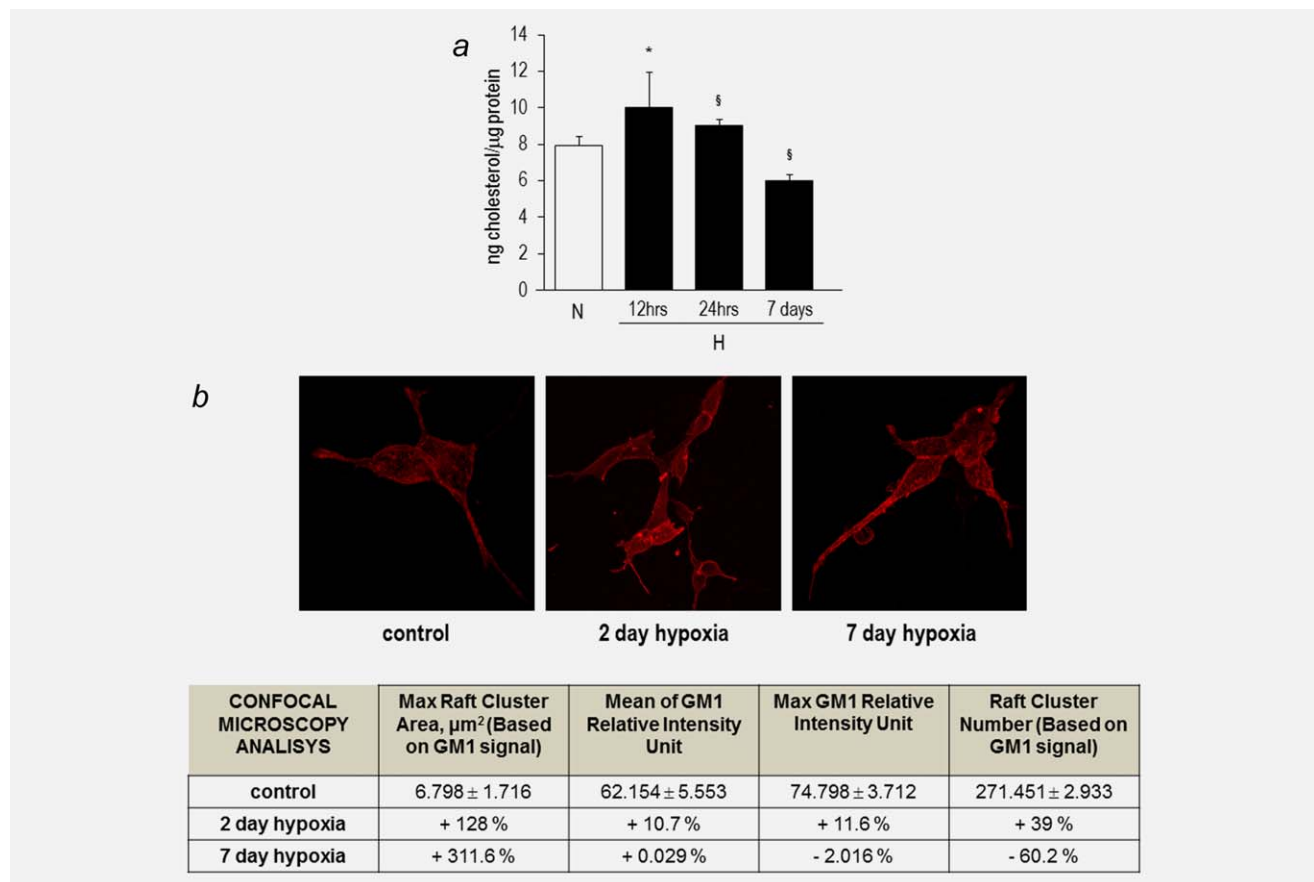 a
14
12
10
8
6
4
2
0
ng cholesterol/µg protein
*
§
§
N
12hrs 24hrs 7 days
H
b
control 2 day hypoxia 7 day hypoxia
CONFOCAL MICROSCOPY ANALISYS
Max Raft Cluster Area, µm² (Based on GM1 signal)
Mean of GM1 Relative Intensity Unit
Max GM1 Relative Intensity Unit
Raft Cluster Number (Based on GM1 signal)
control 6.798 ± 1.716 62.154 ± 5.553 74.798 ± 3.712 271.451 ± 2.933
2 day hypoxia + 128 % + 10.7 % + 11.6 % + 39 %
7 day hypoxia + 311.6 % + 0.029 % - 2.016 % - 60.2 %